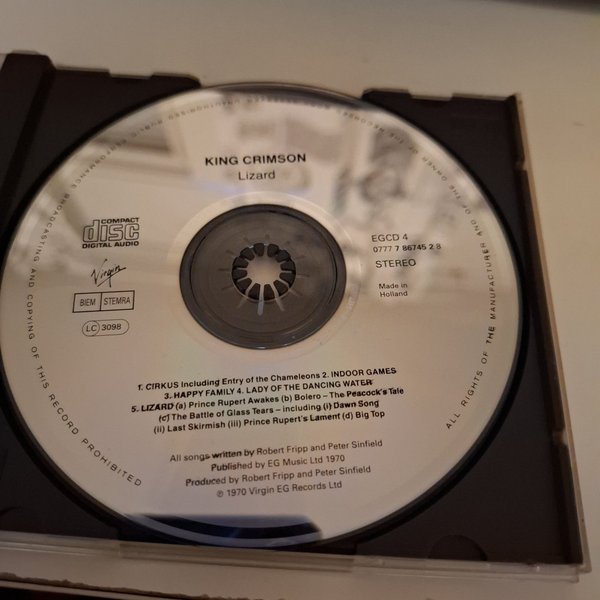 KING CRIMSON
Lizard
COMPACT
disc
DIGITAL AUDIO
Virgin
BIEM STEMRA
LC 3098
EGCD 4
0777 7 86745 2 8
STEREO
Made in
Holland
1. CIRKUS Including Entry of the Chameleons 2. INDOOR GAMES
3. HAPPY FAMILY 4. LADY OF THE DANCING WATER
5. LIZARD (a) Prince Rupert Awakes (b) Bolero – The Peacock's Tale
(c) The Battle of Glass Tears – including (i) Dawn Song
(ii) Last Skirmish (iii) Prince Rupert's Lament (d) Big Top
All songs written by Robert Fripp and Peter Sinfield
Published by EG Music Ltd 1970
Produced by Robert Fripp and Peter Sinfield
℗ 1970 Virgin EG Records Ltd
ALL RIGHTS OF THE MANUFACTURER AND OF THE OWNER OF THE RECORDED PUBLIC PERFORMANCE BROADCASTING AND COPYING OF THIS RECORD PROHIBITED